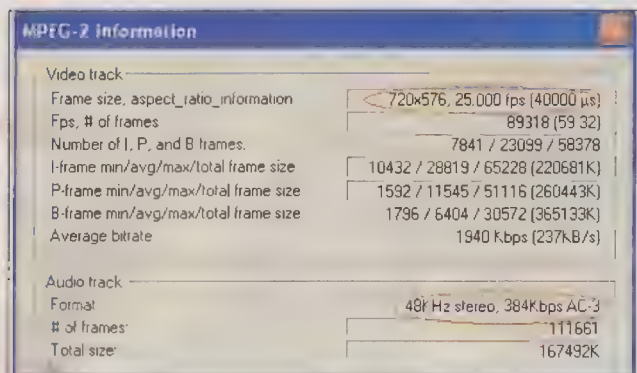 MPEG-2 Information
Video track
Frame size, aspect_ratio_information 720x576, 25.000 fps (40000 µs)
Fps, # of frames 89318 (59 32)
Number of I, P, and B frames. 7841 / 23099 / 58378
I-frame min/avg/max/total frame size 10432 / 28819 / 65228 (220681K)
P-frame min/avg/max/total frame size 1592 / 11545 / 51116 (260443K)
B-frame min/avg/max/total frame size 1796 / 6404 / 30572 (365133K)
Average bitrate 1940 Kbps (237KB/s)
Audio track
Format 48kHz stereo, 384Kbps AC-3
# of frames: 111661
Total size: 167492K